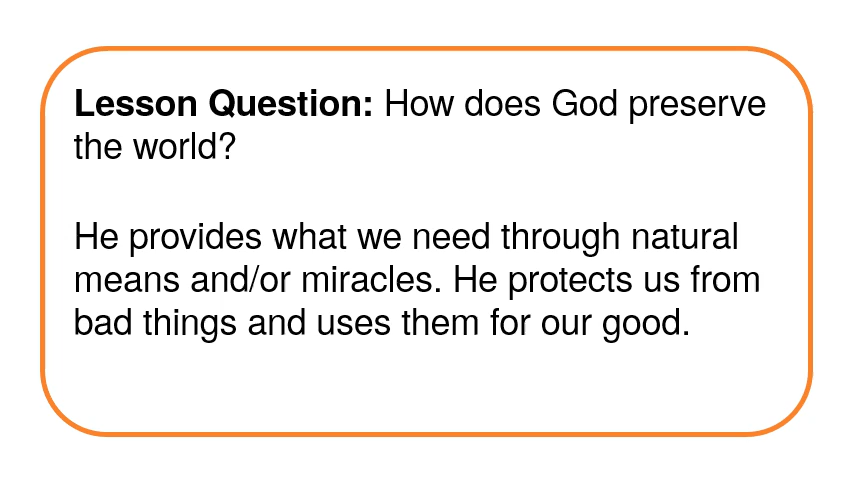 Lesson Question: How does God preserve
the world?
He provides what we need through natural
means and/or miracles. He protects us from
bad things and uses them for our good.